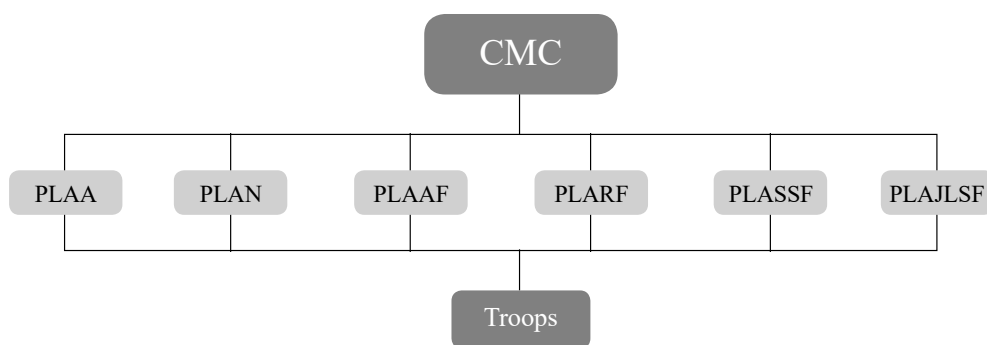 CMC
PLAA
PLAN
PLAAF
PLARF
PLASSF
PLAJLSF
Troops